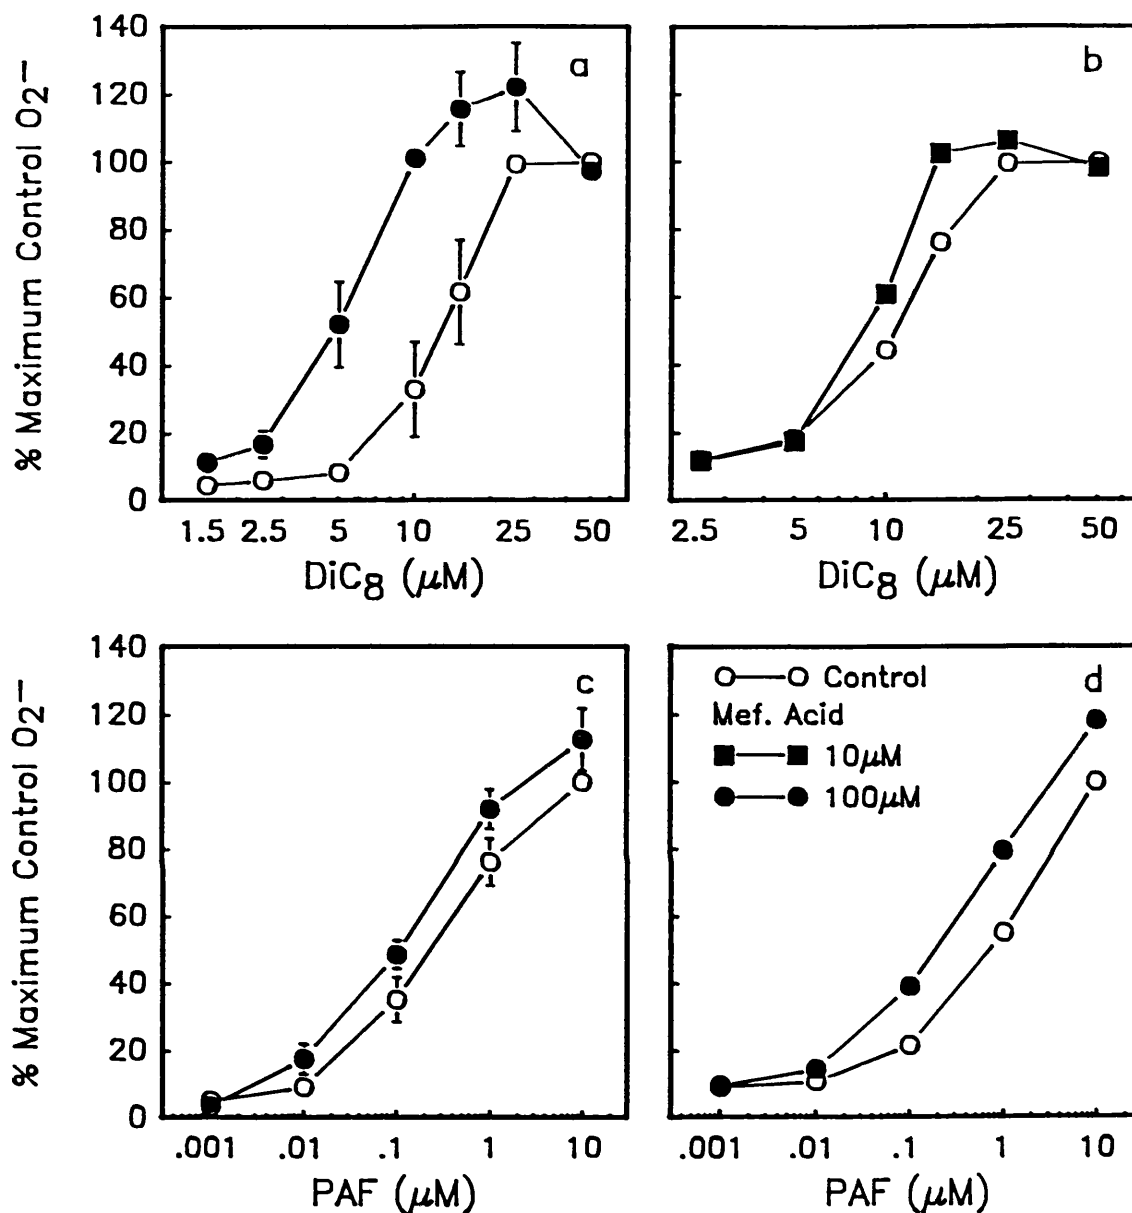 % Maximum Control O₂⁻
140
120
100
80
60
40
20
0
a
1.5 2.5 5 10 25 50
DiC₈ (μM)
b
2.5 5 10 25 50
DiC₈ (μM)
% Maximum Control O₂⁻
140
120
100
80
60
40
20
0
c
.001 .01 .1 1 10
PAF (μM)
d
Control
Mef. Acid
10μM
100μM
.001 .01 .1 1 10
PAF (μM)